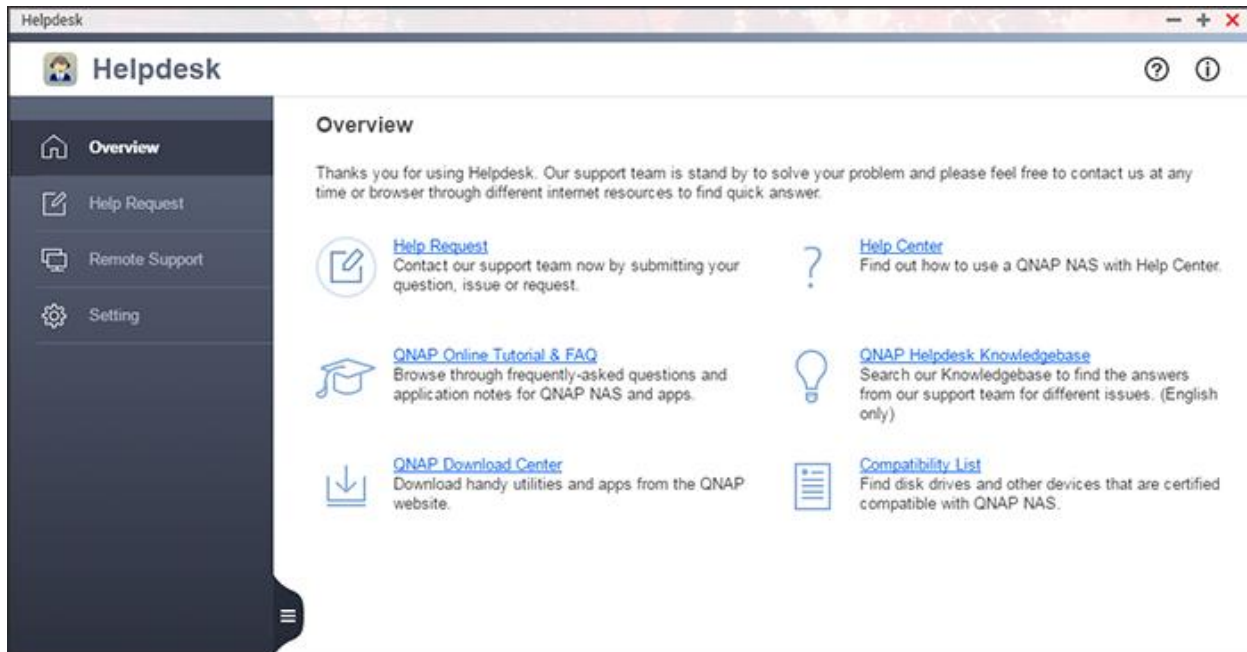 Helpdesk
Helpdesk
Overview
Help Request
Remote Support
Setting
Overview
Thanks you for using Helpdesk. Our support team is stand by to solve your problem and please feel free to contact us at any
time or browser through different internet resources to find quick answer.
Help Request
Contact our support team now by submitting your
question, issue or request.
Help Center
Find out how to use a QNAP NAS with Help Center.
QNAP Online Tutorial & FAQ
Browse through frequently-asked questions and
application notes for QNAP NAS and apps.
QNAP Helpdesk Knowledgebase
Search our Knowledgebase to find the answers
from our support team for different issues. (English
only)
QNAP Download Center
Download handy utilities and apps from the QNAP
website.
Compatibility List
Find disk drives and other devices that are certified
compatible with QNAP NAS.